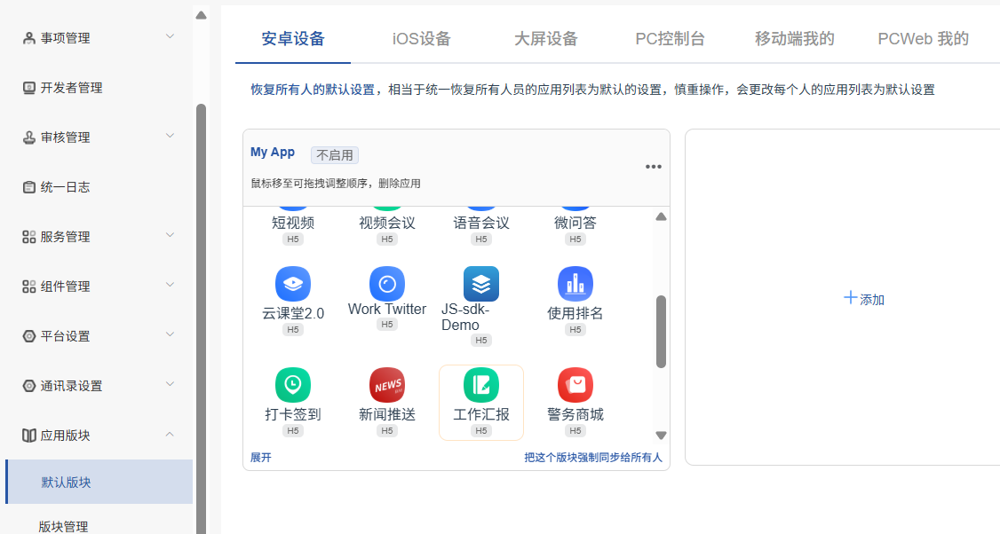 事项管理
开发者管理
审核管理
统一日志
服务管理
组件管理
平台设置
通讯录设置
应用版块
默认版块
版块管理
安卓设备 iOS设备 大屏设备 PC控制台 移动端我的 PCWeb 我的
恢复所有人的默认设置，相当于统一恢复所有人员的应用列表为默认的设置，慎重操作，会更改每个人的应用列表为默认设置
My App 不启用
鼠标移至可拖拽调整顺序，删除应用
短视频 视频会议 语音会议 微问答
H5 H5 H5 H5
云课堂2.0 Work Twitter JS-sdk-Demo 使用排名
H5 H5 H5 H5
NEWS
打卡签到 新闻推送 工作汇报 警务商城
H5 H5 H5 H5
展开 把这个版块强制同步给所有人
添加